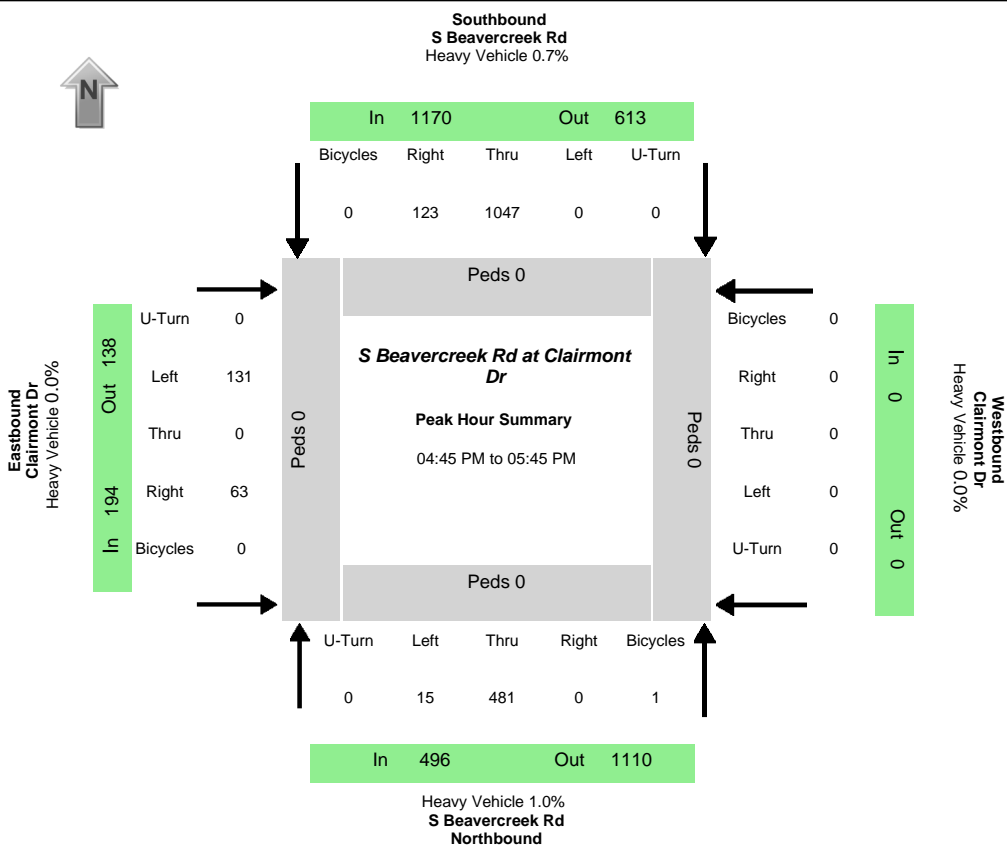 Southbound
S Beavercreek Rd
Heavy Vehicle 0.7%
N
In 1170 Out 613
Bicycles Right Thru Left U-Turn
0 123 1047 0 0
Peds 0
Eastbound
Clairmont Dr
Heavy Vehicle 0.0%
Out 138
In 194
U-Turn 0
Left 131
Thru 0
Right 63
Bicycles 0
Peds 0
S Beavercreek Rd at Clairmont
Dr
Peak Hour Summary
04:45 PM to 05:45 PM
Peds 0
Bicycles 0
Right 0
Thru 0
Left 0
U-Turn 0
In 0
Out 0
Westbound
Clairmont Dr
Heavy Vehicle 0.0%
Peds 0
U-Turn Left Thru Right Bicycles
0 15 481 0 1
In 496 Out 1110
Heavy Vehicle 1.0%
S Beavercreek Rd
Northbound